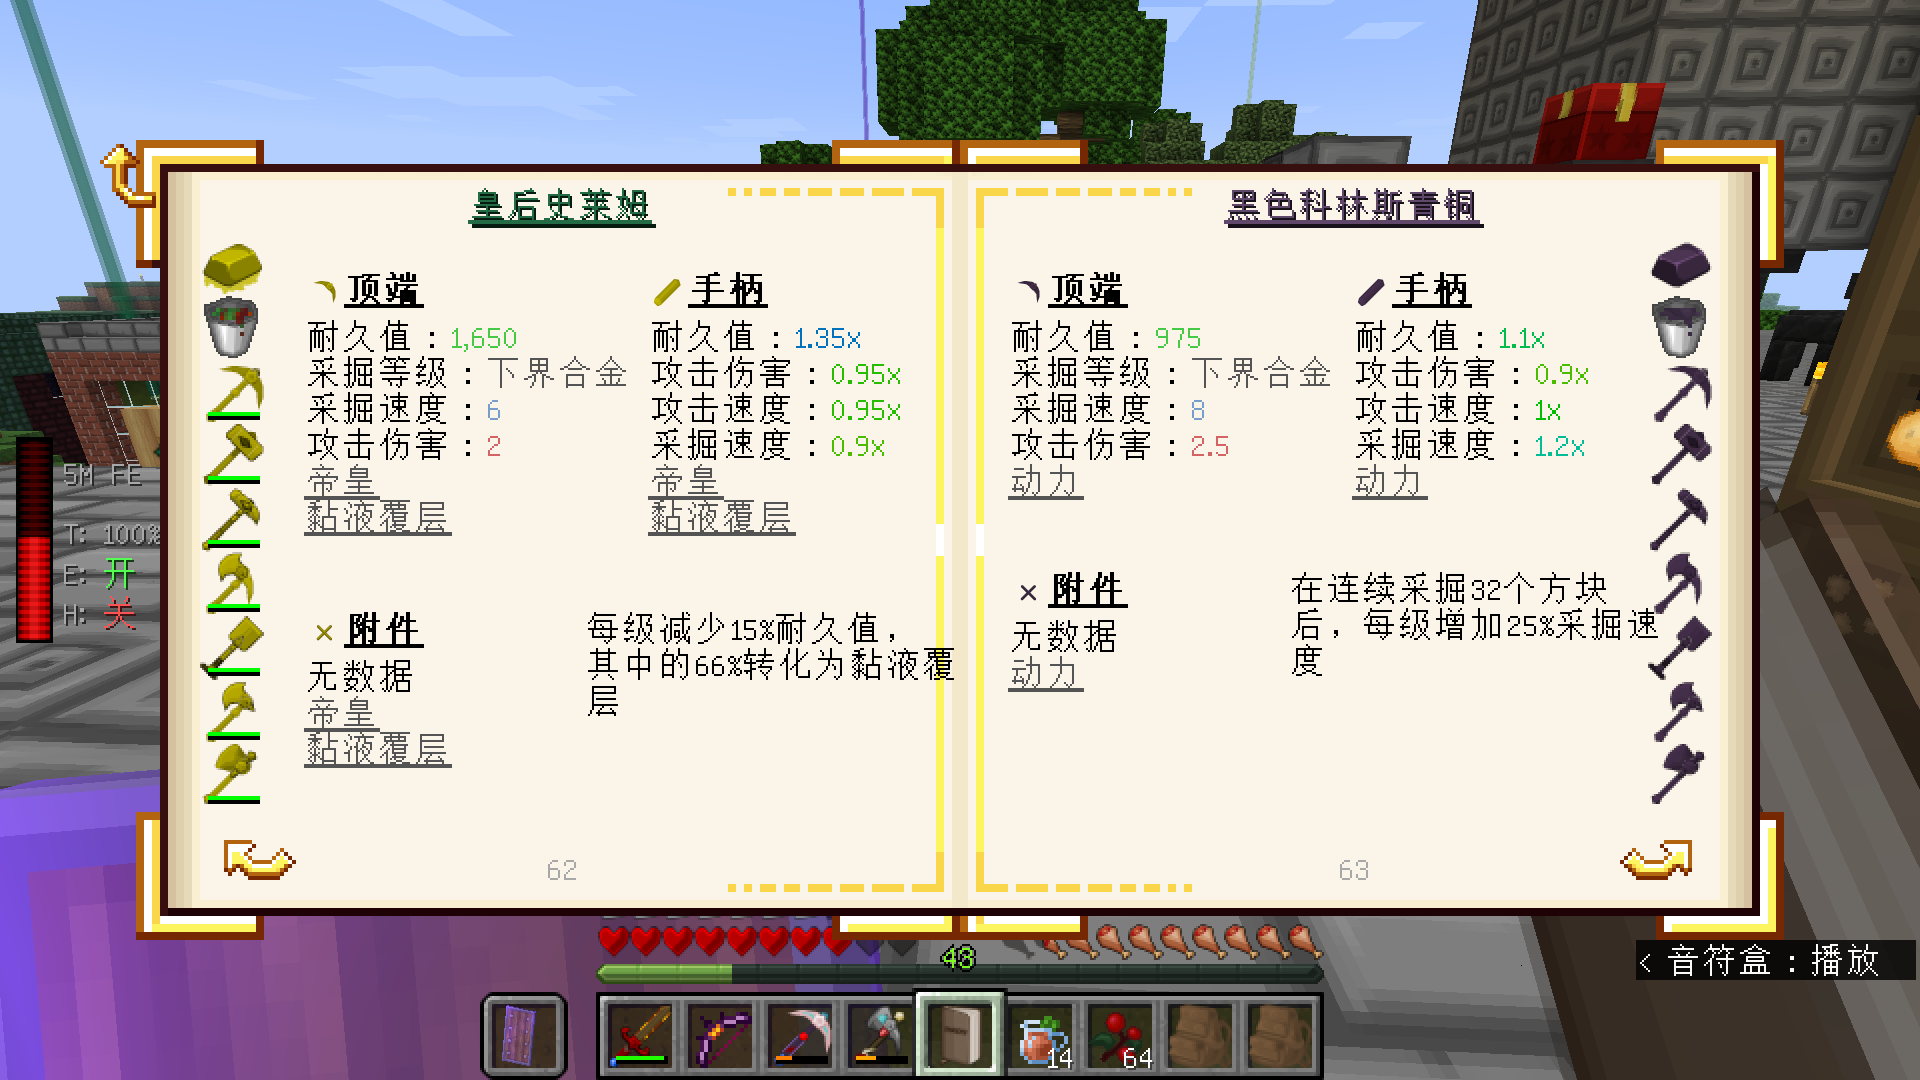 皇后史莱姆
顶端
耐久值：1,650
采掘等级：下界合金
采掘速度：6
攻击伤害：2
帝皇
黏液覆层
手柄
耐久值：1.35x
攻击伤害：0.95x
攻击速度：0.95x
采掘速度：0.9x
帝皇
黏液覆层
附件
无数据
帝皇
黏液覆层
每级减少15%耐久值，
其中的66%转化为黏液覆
层
62
黑色科林斯青铜
顶端
耐久值：975
采掘等级：下界合金
采掘速度：8
攻击伤害：2.5
动力
手柄
耐久值：1.1x
攻击伤害：0.9x
攻击速度：1x
采掘速度：1.2x
动力
附件
无数据
动力
在连续采掘32个方块
后，每级增加25%采掘速
度
63
5M FE
T: 100%
E: 开
H: 关
48
< 音符盒：播放
14
64